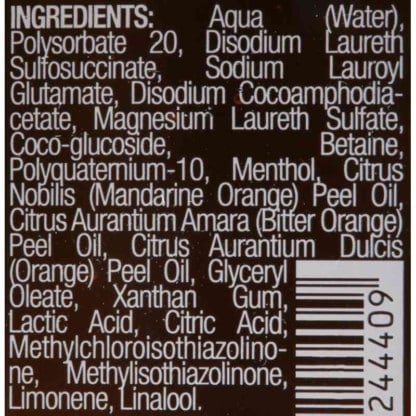 INGREDIENTS: Aqua (Water),
Polysorbate 20, Disodium Laureth
Sulfosuccinate, Sodium Lauroyl
Glutamate, Disodium Cocoamphodia-
cetate, Magnesium Laureth Sulfate,
Coco-glucoside, Betaine,
Polyquaternium-10, Menthol, Citrus
Nobilis (Mandarine Orange) Peel Oil,
Citrus Aurantium Amara (Bitter Orange)
Peel Oil, Citrus Aurantium Dulcis
(Orange) Peel Oil, Glyceryl
Oleate, Xanthan Gum,
Lactic Acid, Citric Acid,
Methylchloroisothiazolino-
ne, Methylisothiazolinone,
Limonene, Linalool.
244409